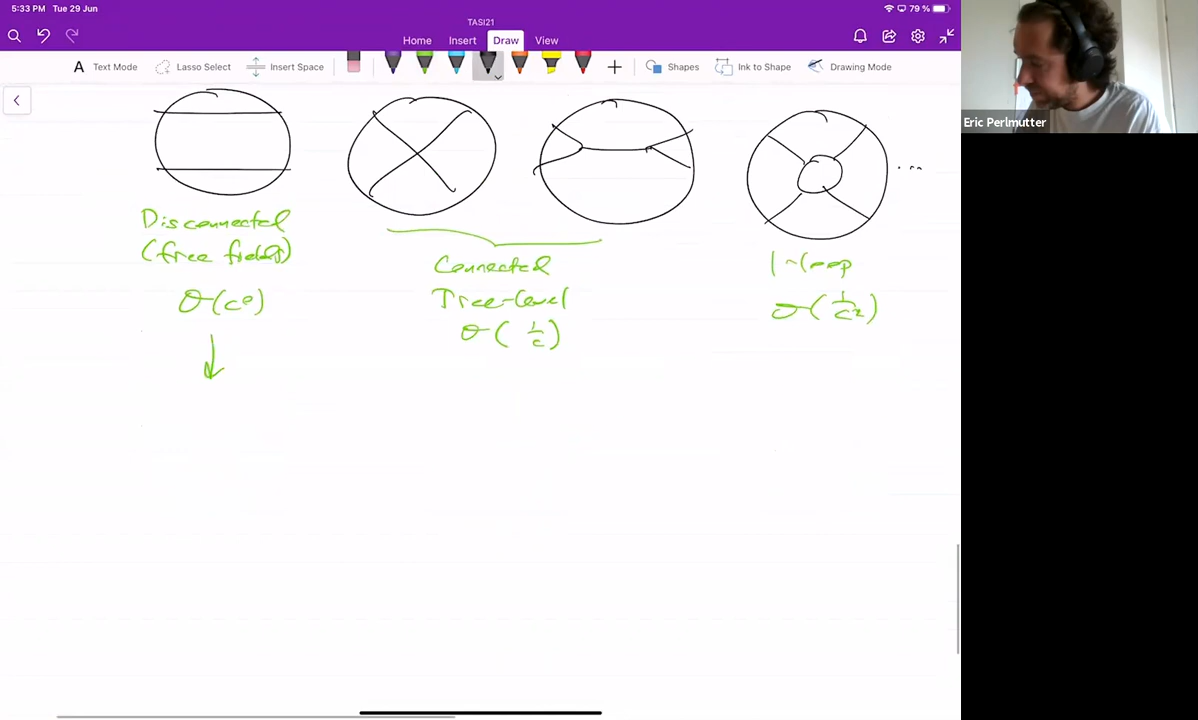 5:33 PM Tue 29 Jun
79 %
TASI21
Home Insert Draw View
Text Mode Lasso Select Insert Space Shapes Ink to Shape Drawing Mode
Eric Perlmutter
...
Disconnected
(free fields)
O(c⁰)
Connected
Tree-level
O(1/c)
1-loop
O(1/c²)